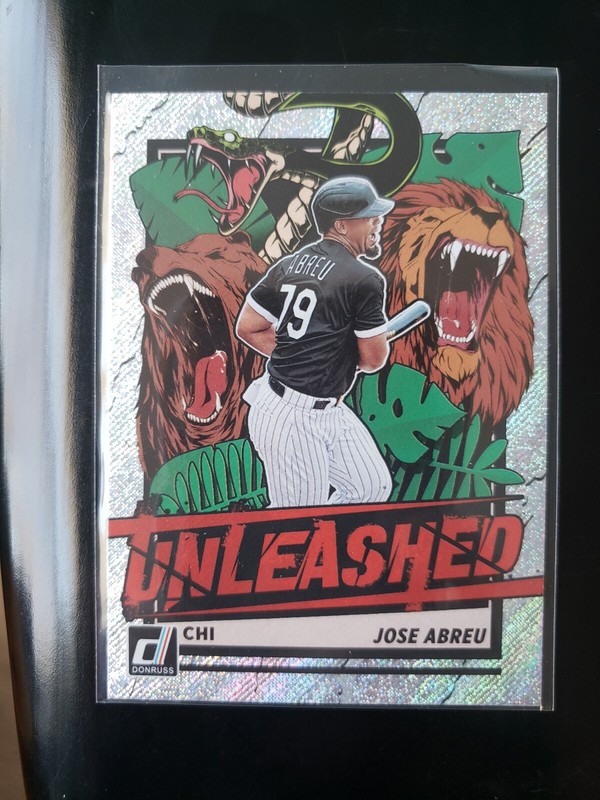 ABREU
79
UNLEASHED
CHI
JOSE ABREU
d
DONRUSS